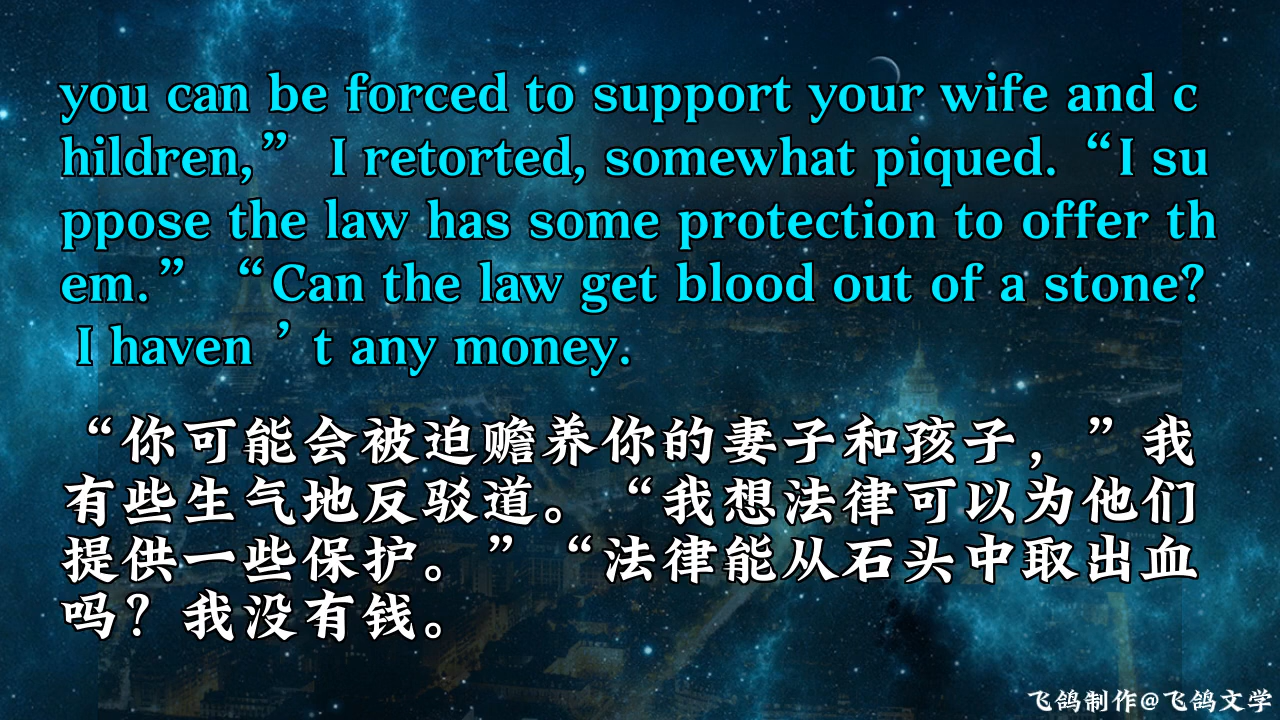 you can be forced to support your wife and c
hildren,” I retorted, somewhat piqued. “I su
ppose the law has some protection to offer th
em.” “Can the law get blood out of a stone?
I haven ’ t any money.
“你可能会被迫赡养你的妻子和孩子，”我
有些生气地反驳道。“我想法律可以为他们
提供一些保护。”“法律能从石头中取出血
吗？我没有钱。
飞鸽制作@飞鸽文学